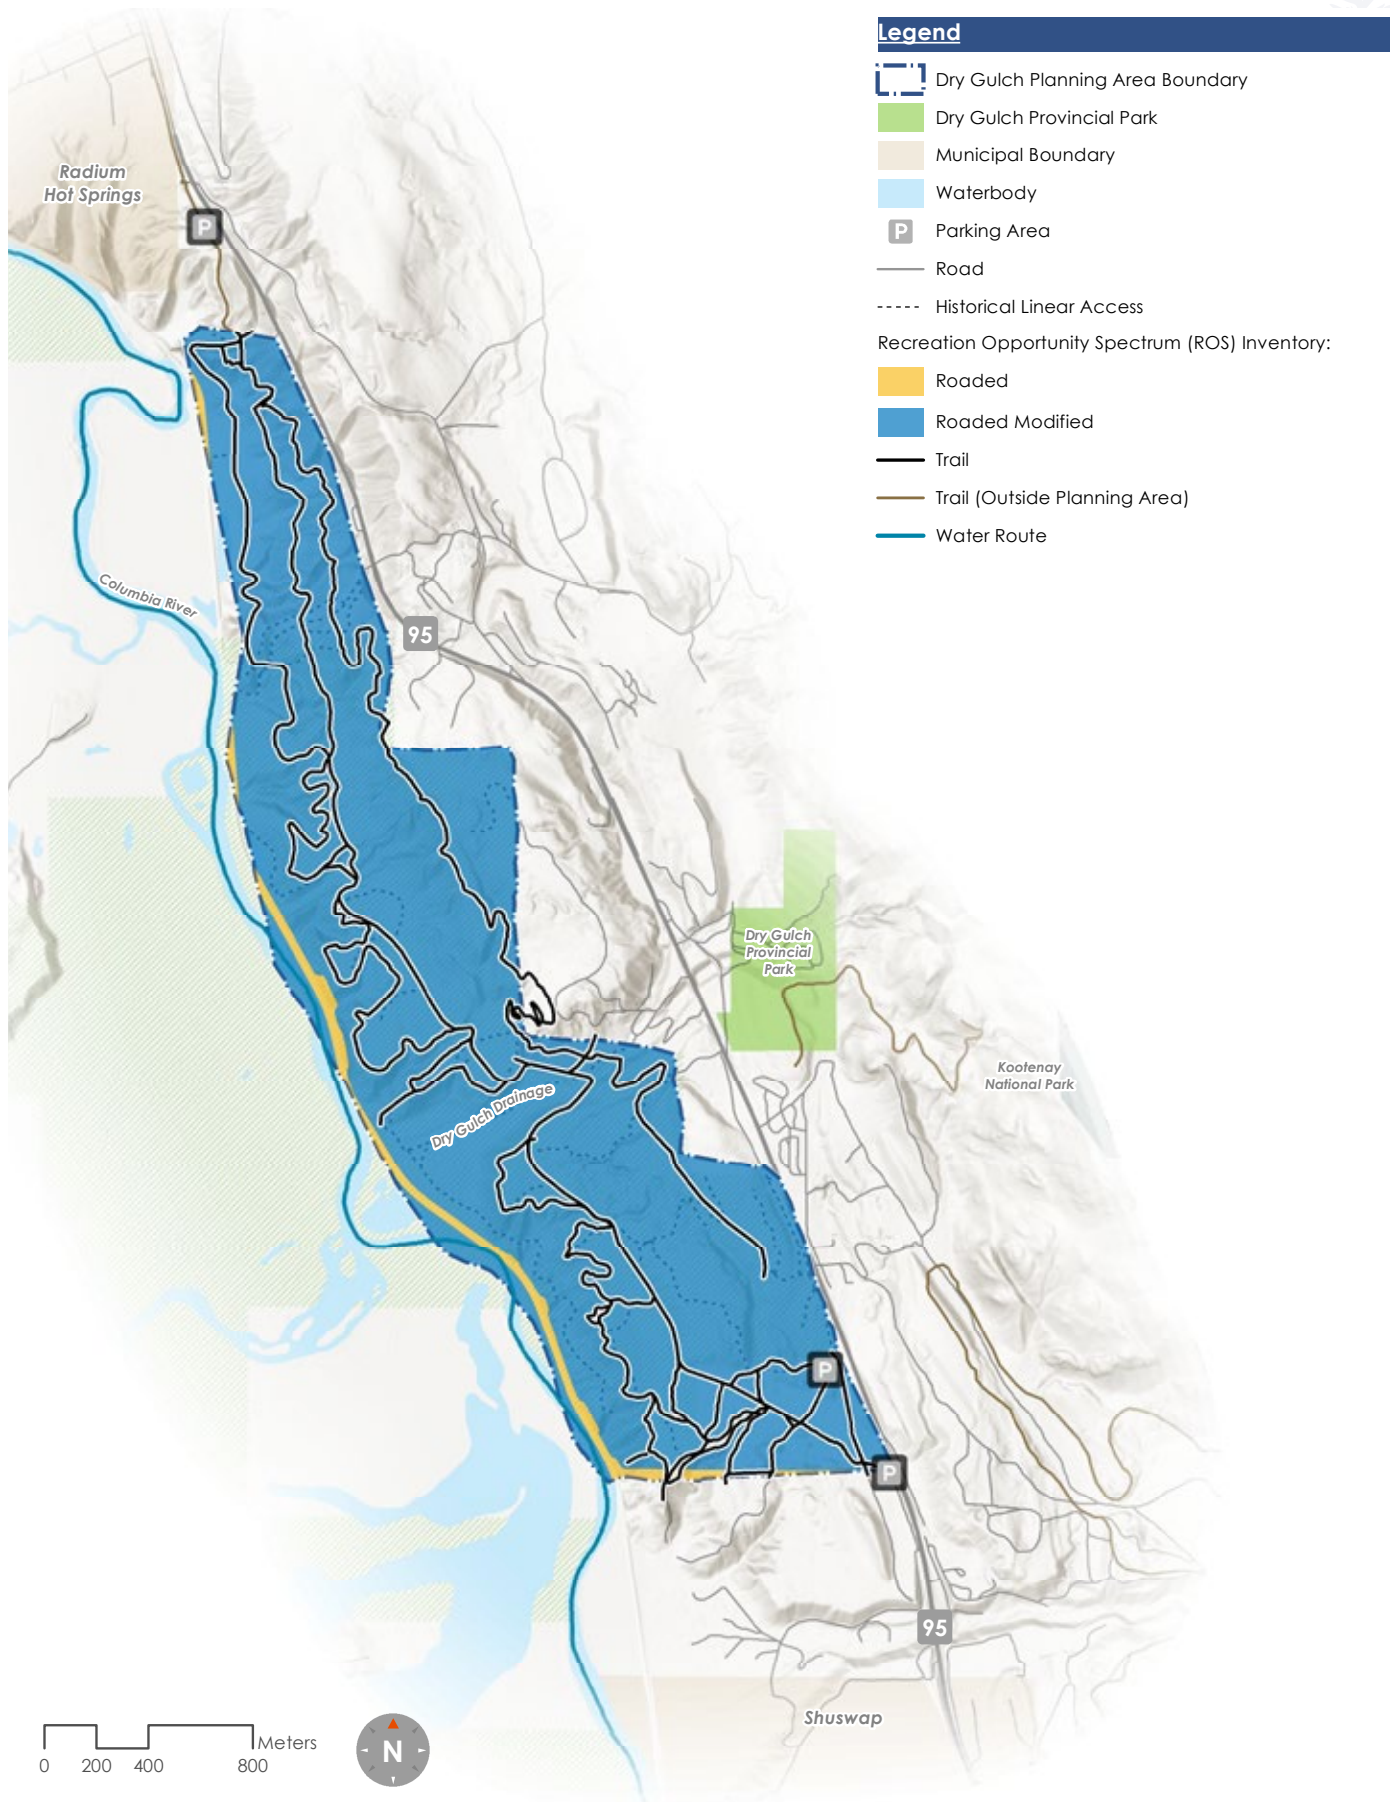 Legend
Dry Gulch Planning Area Boundary
Dry Gulch Provincial Park
Municipal Boundary
Waterbody
P
Parking Area
Road
Historical Linear Access
Recreation Opportunity Spectrum (ROS) Inventory:
Roaded
Roaded Modified
Trail
Trail (Outside Planning Area)
Water Route
Radium
Hot Springs
P
Columbia River
95
Dry Gulch
Provincial
Park
Kootenay
National Park
Dry Gulch Drainage
P
P
95
Shuswap
Meters
0 200 400 800
N